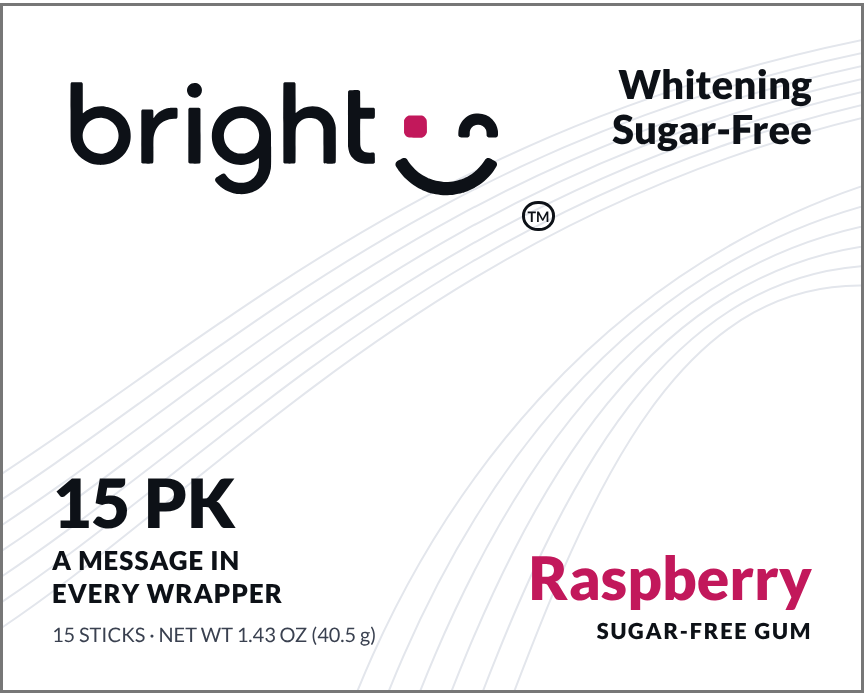 bright
TM
Whitening
Sugar-Free
15 PK
A MESSAGE IN
EVERY WRAPPER
15 STICKS · NET WT 1.43 OZ (40.5 g)
Raspberry
SUGAR-FREE GUM